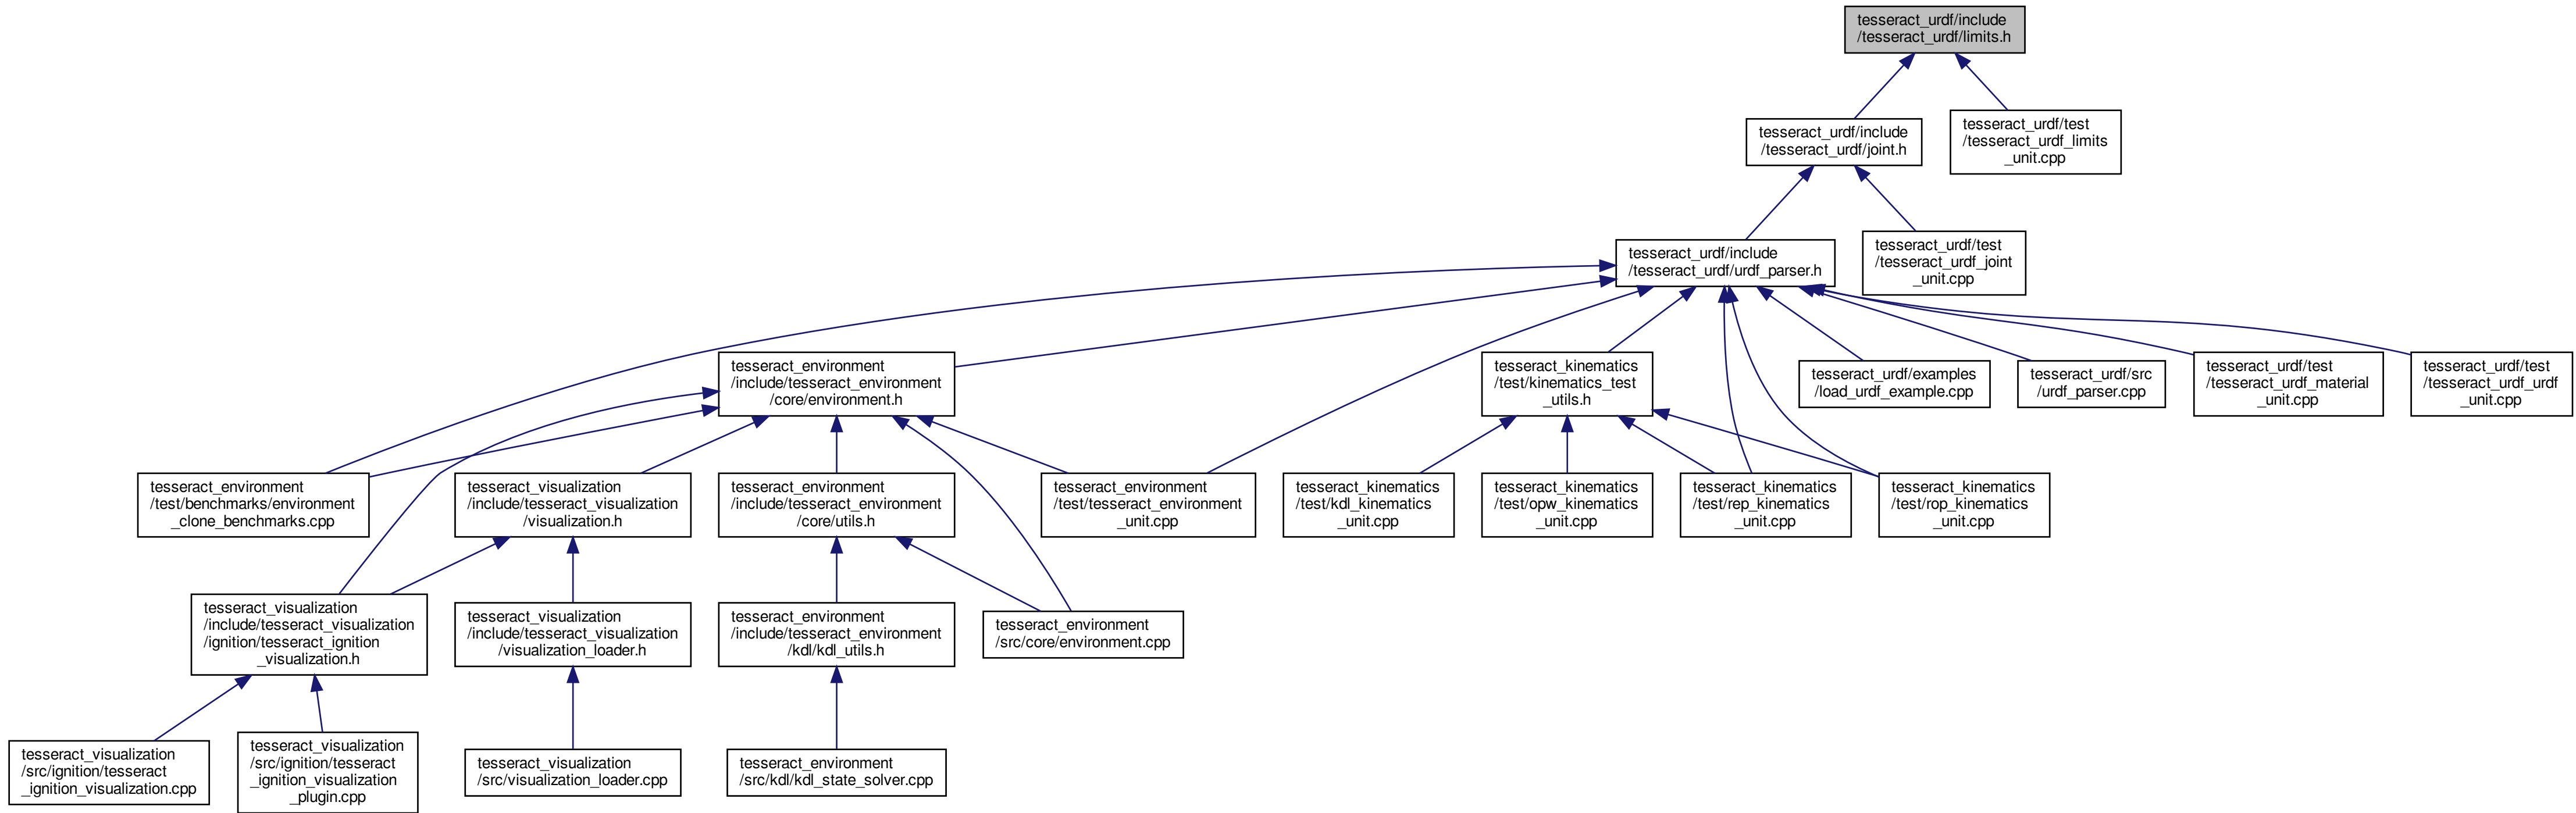 tesseract_urdf/include
/tesseract_urdf/limits.h
tesseract_urdf/include
/tesseract_urdf/joint.h
tesseract_urdf/test
/tesseract_urdf_limits
_unit.cpp
tesseract_urdf/include
/tesseract_urdf/urdf_parser.h
tesseract_urdf/test
/tesseract_urdf_joint
_unit.cpp
tesseract_environment
/include/tesseract_environment
/core/environment.h
tesseract_kinematics
/test/kinematics_test
_utils.h
tesseract_urdf/examples
/load_urdf_example.cpp
tesseract_urdf/src
/urdf_parser.cpp
tesseract_urdf/test
/tesseract_urdf_material
_unit.cpp
tesseract_urdf/test
/tesseract_urdf_urdf
_unit.cpp
tesseract_environment
/test/benchmarks/environment
_clone_benchmarks.cpp
tesseract_visualization
/include/tesseract_visualization
/visualization.h
tesseract_environment
/include/tesseract_environment
/core/utils.h
tesseract_environment
/test/tesseract_environment
_unit.cpp
tesseract_kinematics
/test/kdl_kinematics
_unit.cpp
tesseract_kinematics
/test/opw_kinematics
_unit.cpp
tesseract_kinematics
/test/rep_kinematics
_unit.cpp
tesseract_kinematics
/test/rop_kinematics
_unit.cpp
tesseract_visualization
/include/tesseract_visualization
/ignition/tesseract_ignition
_visualization.h
tesseract_visualization
/include/tesseract_visualization
/visualization_loader.h
tesseract_environment
/include/tesseract_environment
/kdl/kdl_utils.h
tesseract_environment
/src/core/environment.cpp
tesseract_visualization
/src/ignition/tesseract
_ignition_visualization.cpp
tesseract_visualization
/src/ignition/tesseract
_ignition_visualization
_plugin.cpp
tesseract_visualization
/src/visualization_loader.cpp
tesseract_environment
/src/kdl/kdl_state_solver.cpp